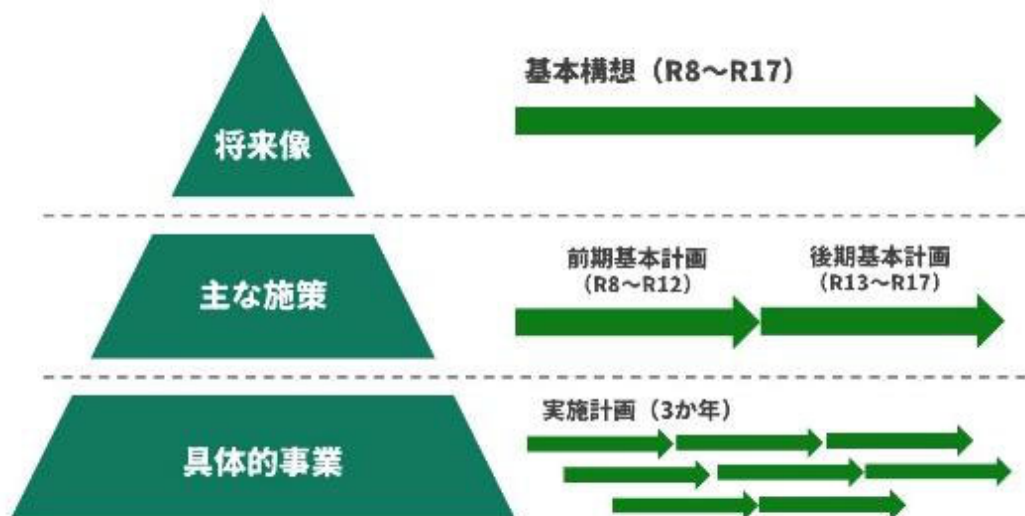 将来像
基本構想（R8～R17）
主な施策
前期基本計画
（R8～R12）
後期基本計画
（R13～R17）
具体的事業
実施計画（3か年）